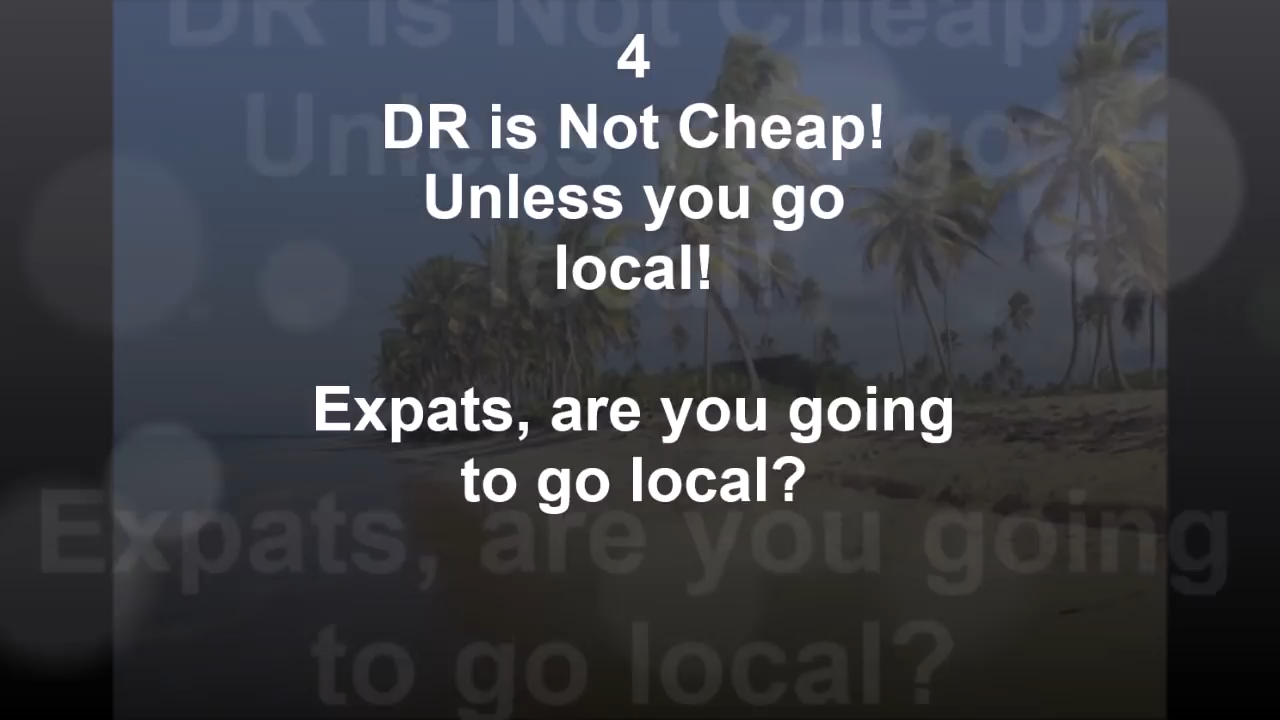 4
DR is Not Cheap!
Unless you go
local!
Expats, are you going
to go local?